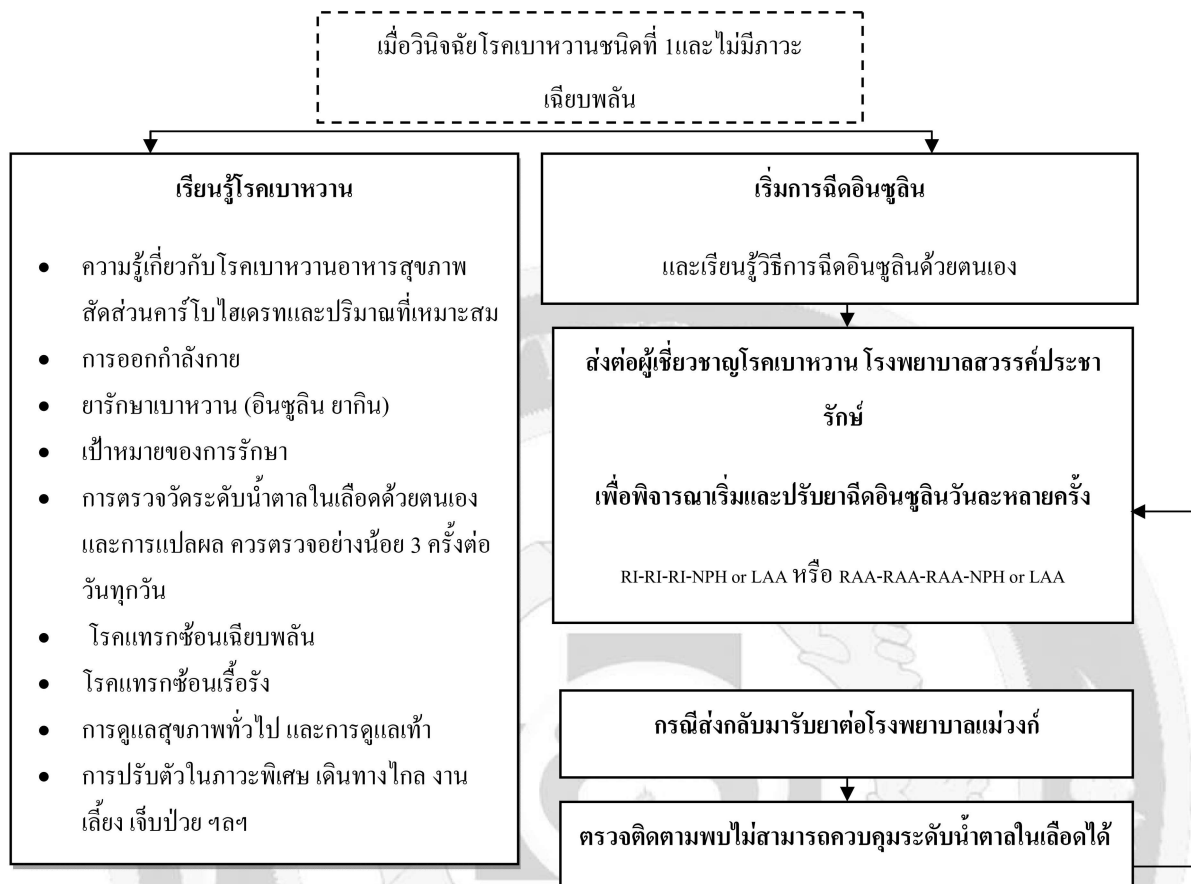 เมื่อวินิจฉัยโรคเบาหวานชนิดที่ 1และไม่มีภาวะ
เฉียบพลัน
เรียนรู้โรคเบาหวาน
• ความรู้เกี่ยวกับโรคเบาหวานอาหารสุขภาพ
สัดส่วนคาร์โบไฮเดรทและปริมาณที่เหมาะสม
• การออกกำลังกาย
• ยารักษาเบาหวาน (อินซูลิน ยากิน)
• เป้าหมายของการรักษา
• การตรวจวัดระดับน้ำตาลในเลือดด้วยตนเอง
และการแปลผล ควรตรวจอย่างน้อย 3 ครั้งต่อ
วันทุกวัน
• โรคแทรกซ้อนเฉียบพลัน
• โรคแทรกซ้อนเรื้อรัง
• การดูแลสุขภาพทั่วไป และการดูแลเท้า
• การปรับตัวในภาวะพิเศษ เดินทางไกล งาน
เลี้ยง เจ็บป่วย ฯลฯ
เริ่มการฉีดอินซูลิน
และเรียนรู้วิธีการฉีดอินซูลินด้วยตนเอง
ส่งต่อผู้เชี่ยวชาญโรคเบาหวาน โรงพยาบาลสวรรค์ประชา
รักษ์
เพื่อพิจารณาเริ่มและปรับยาฉีดอินซูลินวันละหลายครั้ง
RI-RI-RI-NPH or LAA หรือ RAA-RAA-RAA-NPH or LAA
กรณีส่งกลับมารับยาต่อโรงพยาบาลแม่วงก์
ตรวจติดตามพบไม่สามารถควบคุมระดับน้ำตาลในเลือดได้